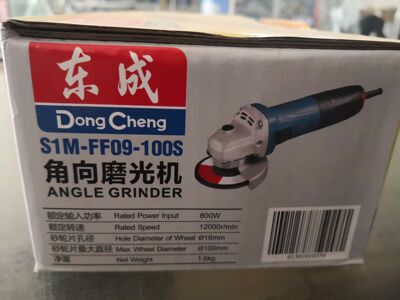 东成
DongCheng
S1M-FF09-100S
角向磨光机
ANGLE GRINDER
额定输入功率 Rated Power Input 800W
额定转速 Rated Speed 12000r/min
砂轮片孔径 Hole Diameter of Wheel Ø16mm
砂轮片最大直径 Max. Wheel Diameter Ø100mm
净重 Net Weight 1.6kg